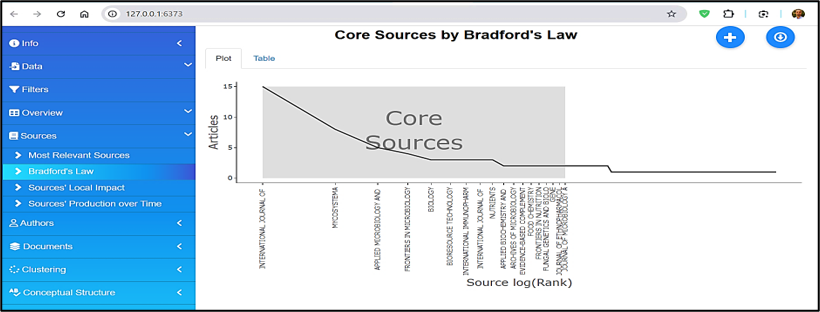 127.0.0.1:6373
Info
Data
Filters
Overview
Sources
Most Relevant Sources
Bradford's Law
Sources' Local Impact
Sources' Production over Time
Authors
Documents
Clustering
Conceptual Structure
Core Sources by Bradford's Law
Plot
Table
Articles
15
10
5
0
Core
Sources
INTERNATIONAL JOURNAL OF
MYCOSYSTEMA
APPLIED MICROBIOLOGY AND
FRONTIERS IN MICROBIOLOGY
BIOLOGY
BIORESOURCE TECHNOLOGY
INTERNATIONAL IMMUNOPHARM
INTERNATIONAL JOURNAL OF
NUTRIENTS
APPLIED BIOCHEMISTRY AND
ARCHIVES OF MICROBIOLOGY
EVIDENCE-BASED COMPLEMENT
FOOD CHEMISTRY
FRONTIERS IN NUTRITION
FUNGAL GENETICS AND BIOLO
GENE
JOURNAL OF ETHNOPHARMACOL
JOURNAL OF MICROBIOLOGY A
Source log(Rank)